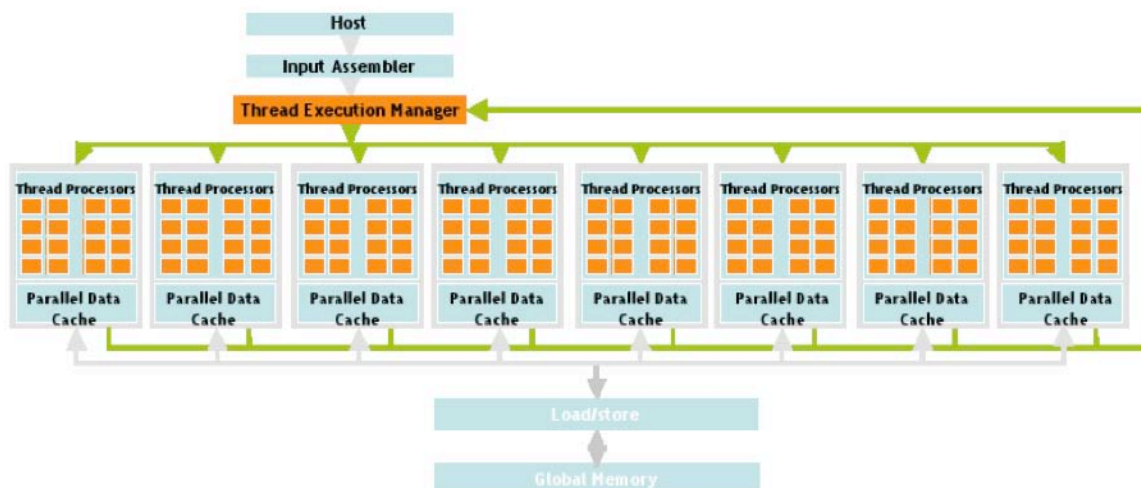 Host
Input Assembler
Thread Execution Manager
Thread Processors
Thread Processors
Thread Processors
Thread Processors
Thread Processors
Thread Processors
Thread Processors
Thread Processors
Parallel Data
Cache
Parallel Data
Cache
Parallel Data
Cache
Parallel Data
Cache
Parallel Data
Cache
Parallel Data
Cache
Parallel Data
Cache
Parallel Data
Cache
Load/store
Global Memory